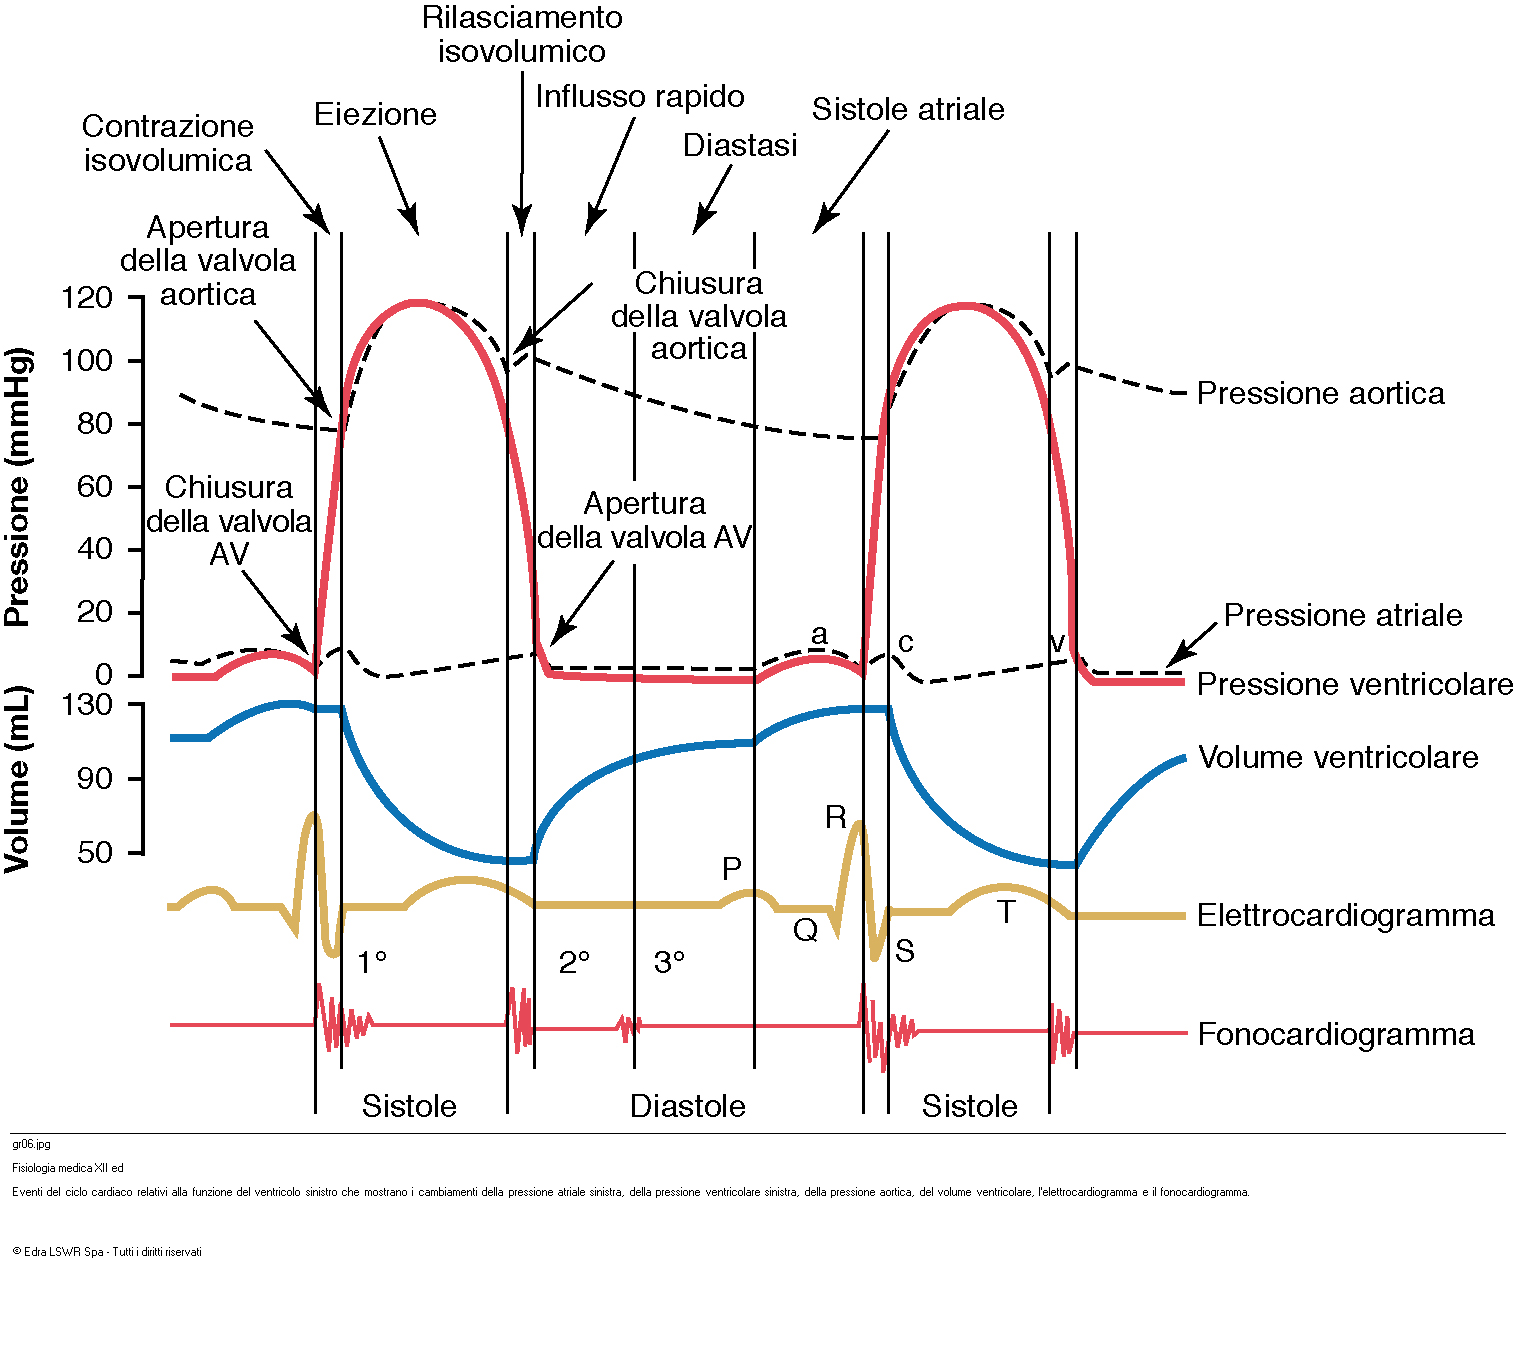 Rilasciamento
isovolumico
Influsso rapido
Sistole atriale
Eiezione
Contrazione
isovolumica
Diastasi
Apertura
della valvola
aortica
Chiusura
della valvola
aortica
120
100
80
60
40
20
0
Pressione (mmHg)
Pressione aortica
Chiusura
della valvola
AV
Apertura
della valvola AV
a
c
v
Pressione atriale
Pressione ventricolare
130
90
50
Volume (mL)
Volume ventricolare
R
P
Q
S
T
Elettrocardiogramma
1°
2°
3°
Fonocardiogramma
Sistole
Diastole
Sistole
gr06.jpg
Fisiologia medica XII ed
Eventi del ciclo cardiaco relativi alla funzione del ventricolo sinistro che mostrano i cambiamenti della pressione atriale sinistra, della pressione ventricolare sinistra, della pressione aortica, del volume ventricolare, l'elettrocardiogramma e il fonocardiogramma.
© Edra LSWR Spa - Tutti i diritti riservati